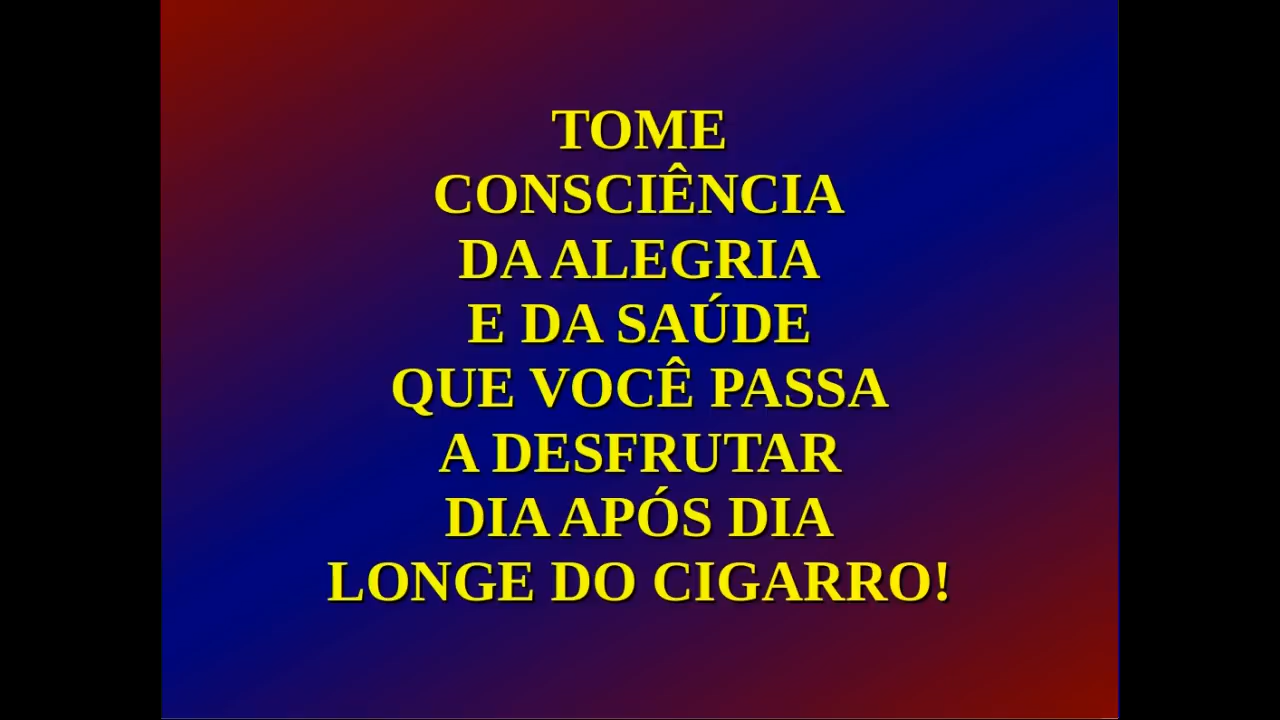 TOME
CONSCIÊNCIA
DA ALEGRIA
E DA SAÚDE
QUE VOCÊ PASSA
A DESFRUTAR
DIA APÓS DIA
LONGE DO CIGARRO!